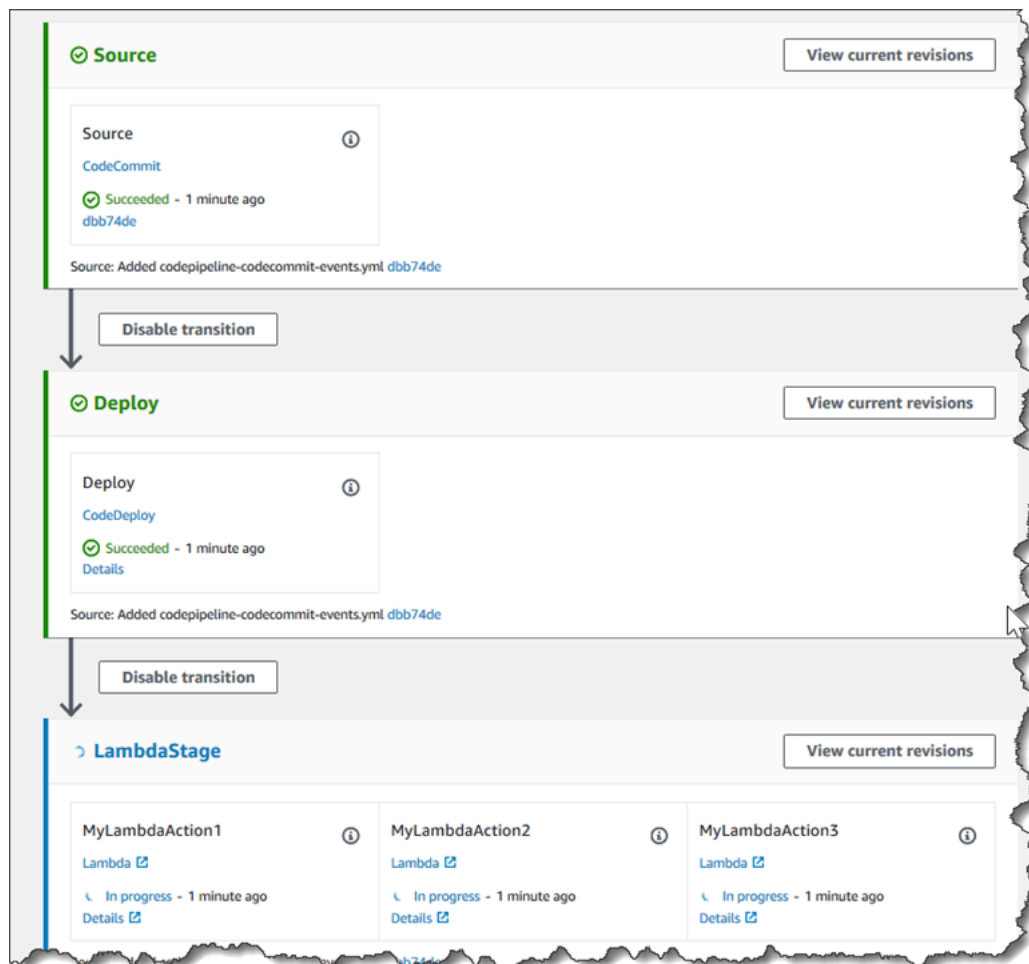 Source
View current revisions
Source
CodeCommit
Succeeded - 1 minute ago
dbb74de
Source: Added codepipeline-codecommit-events.yml dbb74de
Disable transition
Deploy
View current revisions
Deploy
CodeDeploy
Succeeded - 1 minute ago
Details
Source: Added codepipeline-codecommit-events.yml dbb74de
Disable transition
LambdaStage
View current revisions
MyLambdaAction1
Lambda
In progress - 1 minute ago
Details
MyLambdaAction2
Lambda
In progress - 1 minute ago
Details
MyLambdaAction3
Lambda
In progress - 1 minute ago
Details